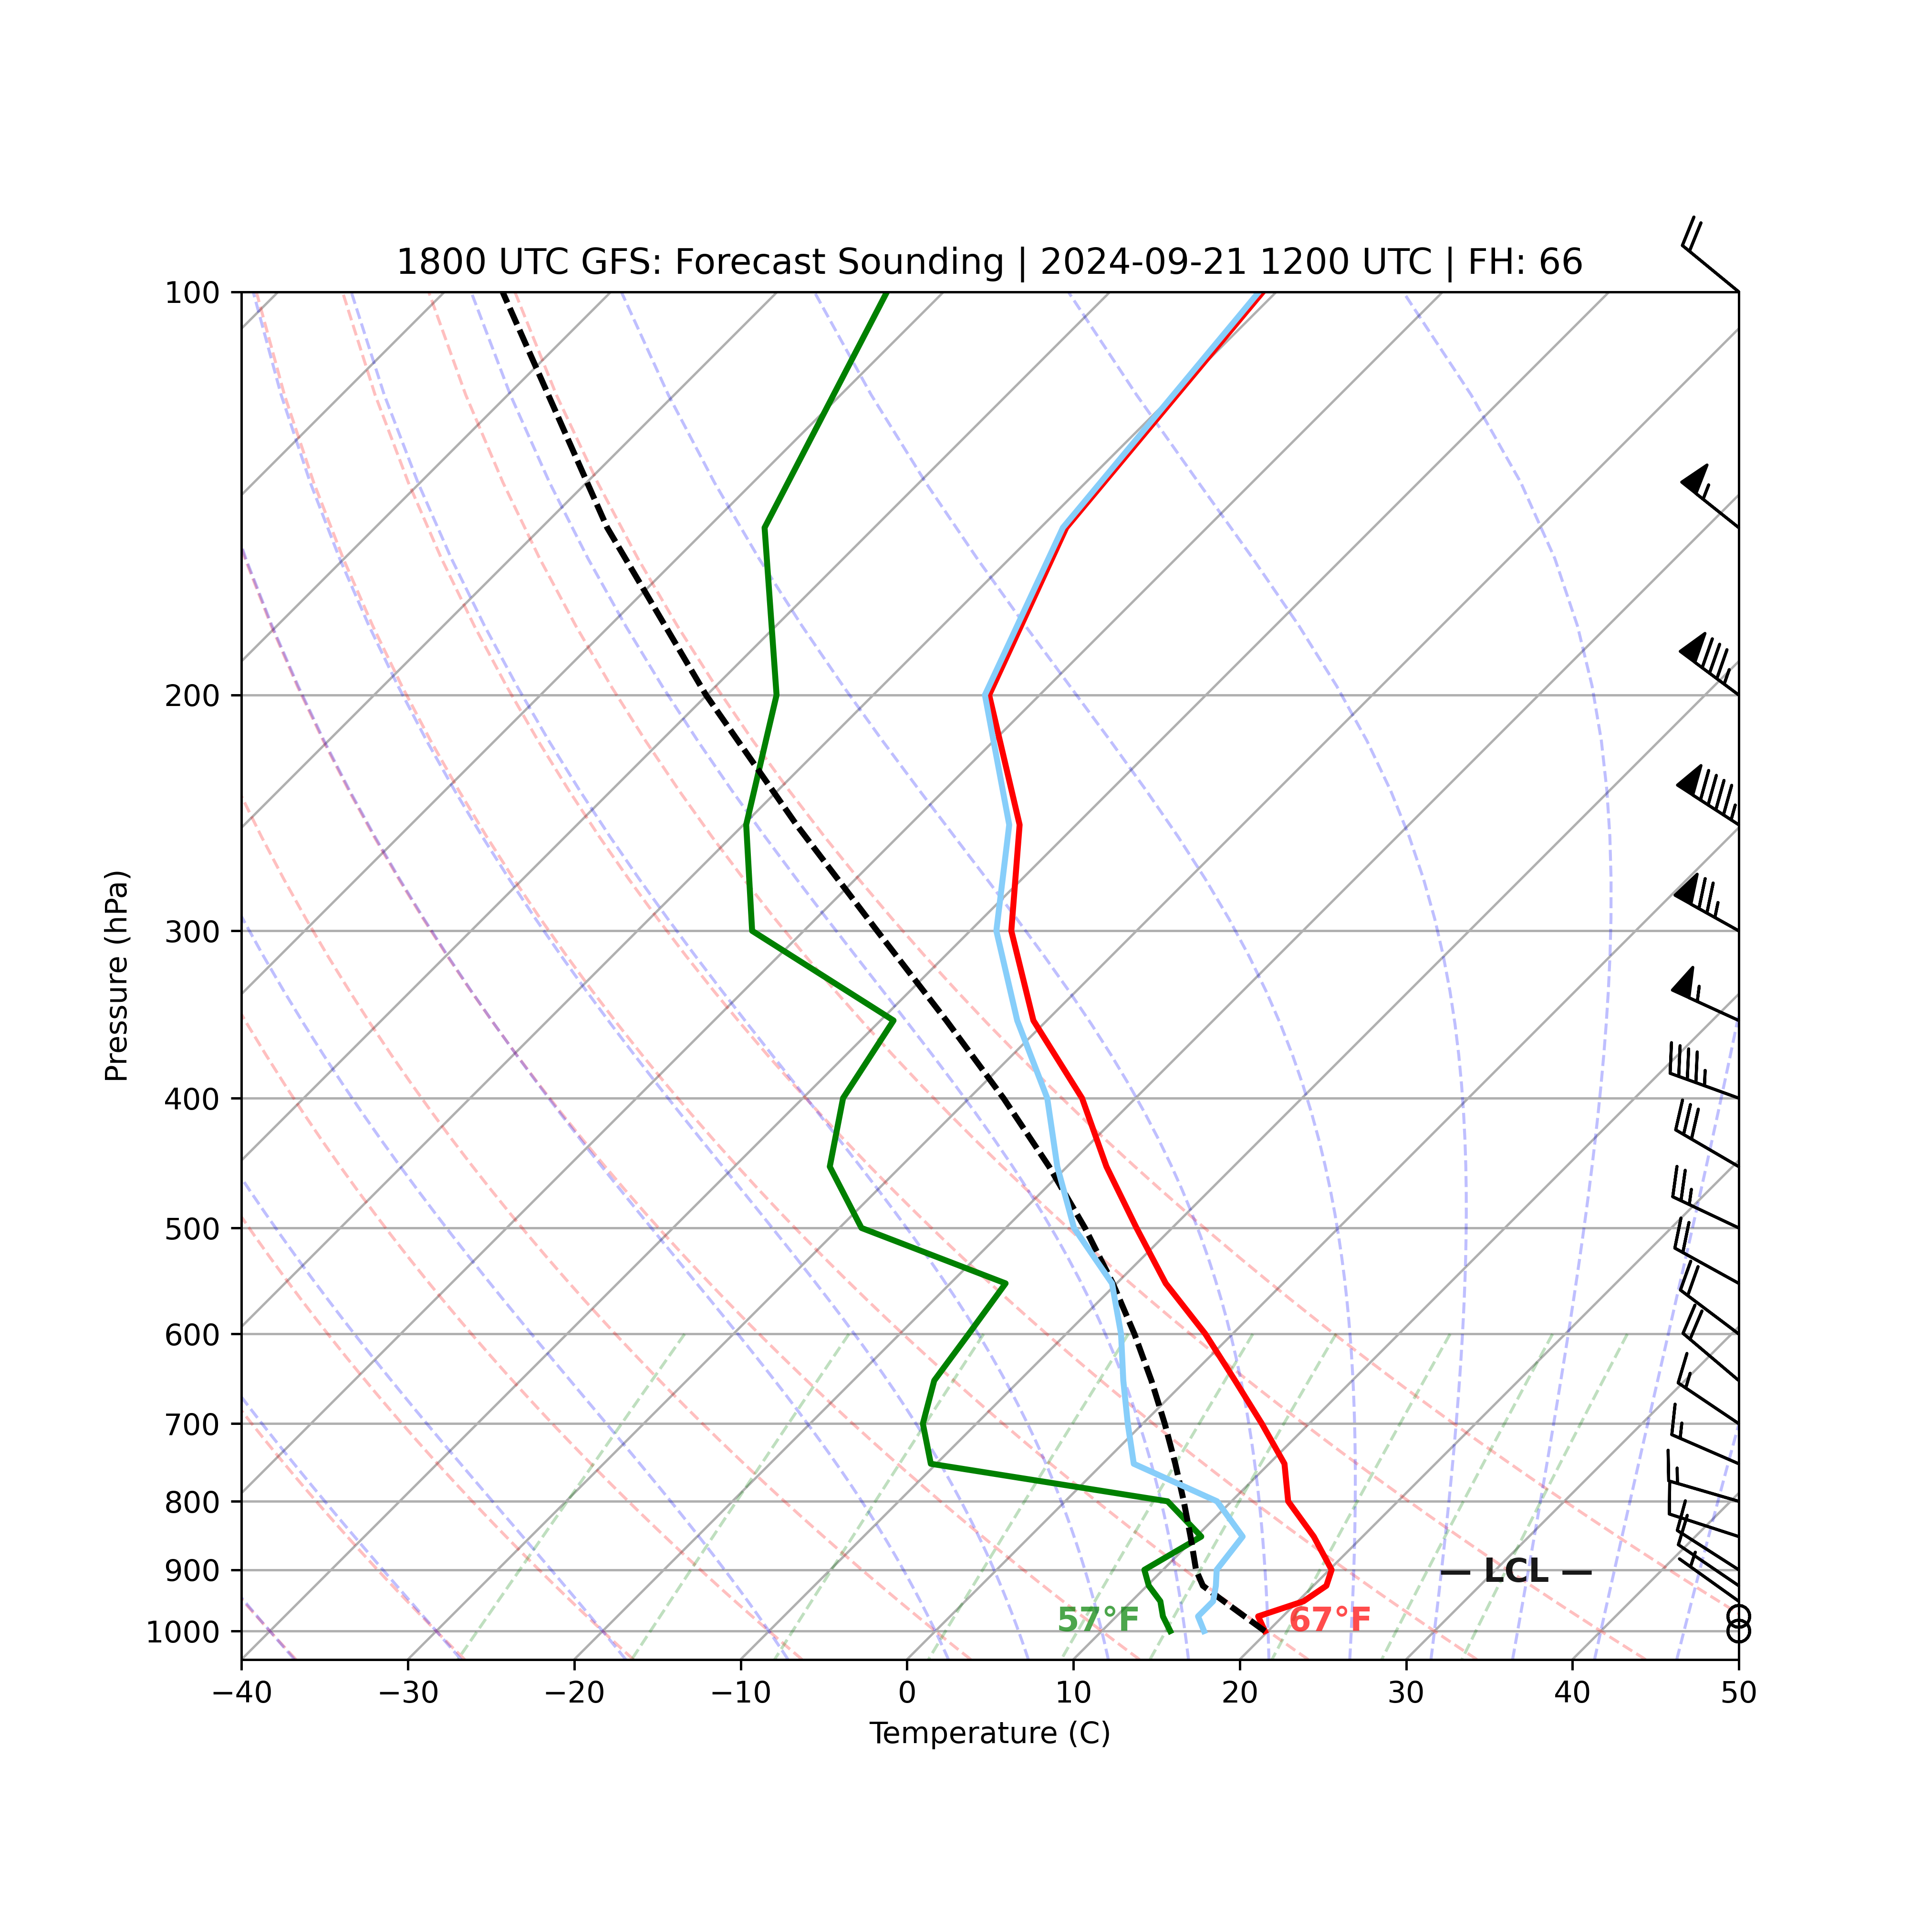 1800 UTC GFS: Forecast Sounding | 2024-09-21 1200 UTC | FH: 66
100
200
300
400
500
600
700
800
900
1000
Pressure (hPa)
— LCL —
57°F
67°F
−40 −30 −20 −10 0 10 20 30 40 50
Temperature (C)